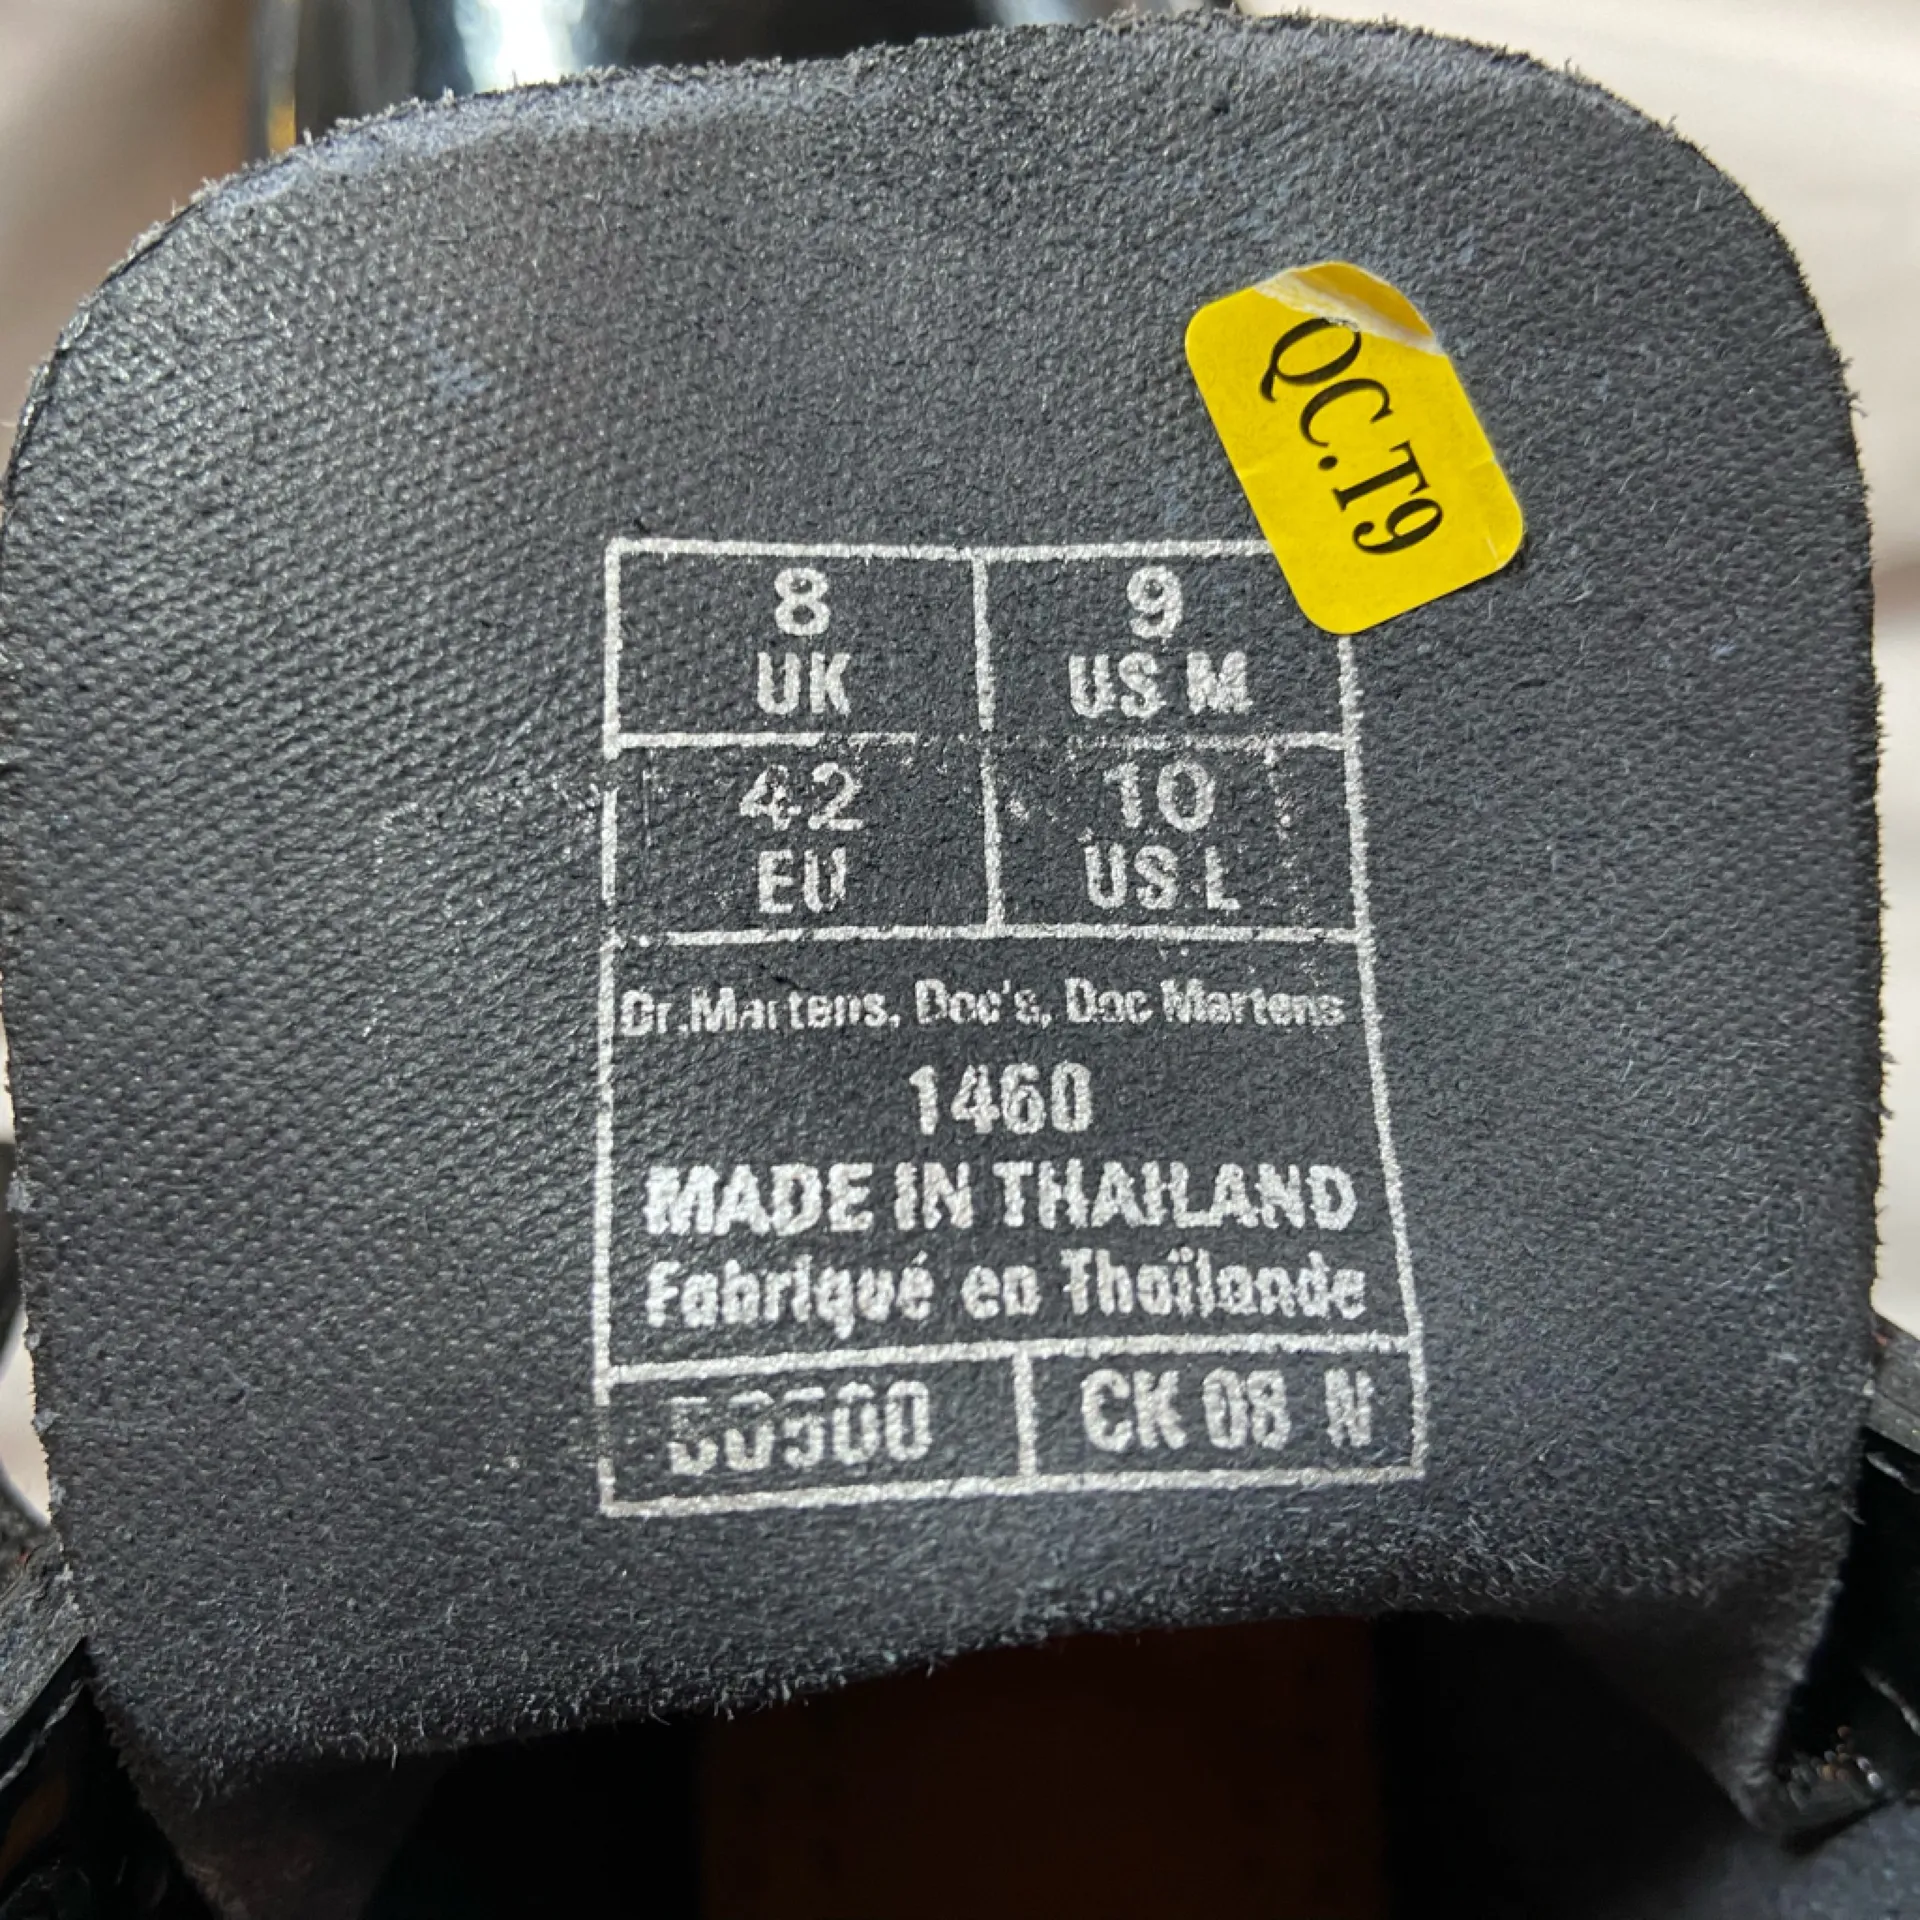 QC.T9
8 9
UK US M
42 10
EU US L
Dr.Martens, Doc's, Doc Martens
1460
MADE IN THAILAND
Fabriqué en Thaïlande
CK 08 N